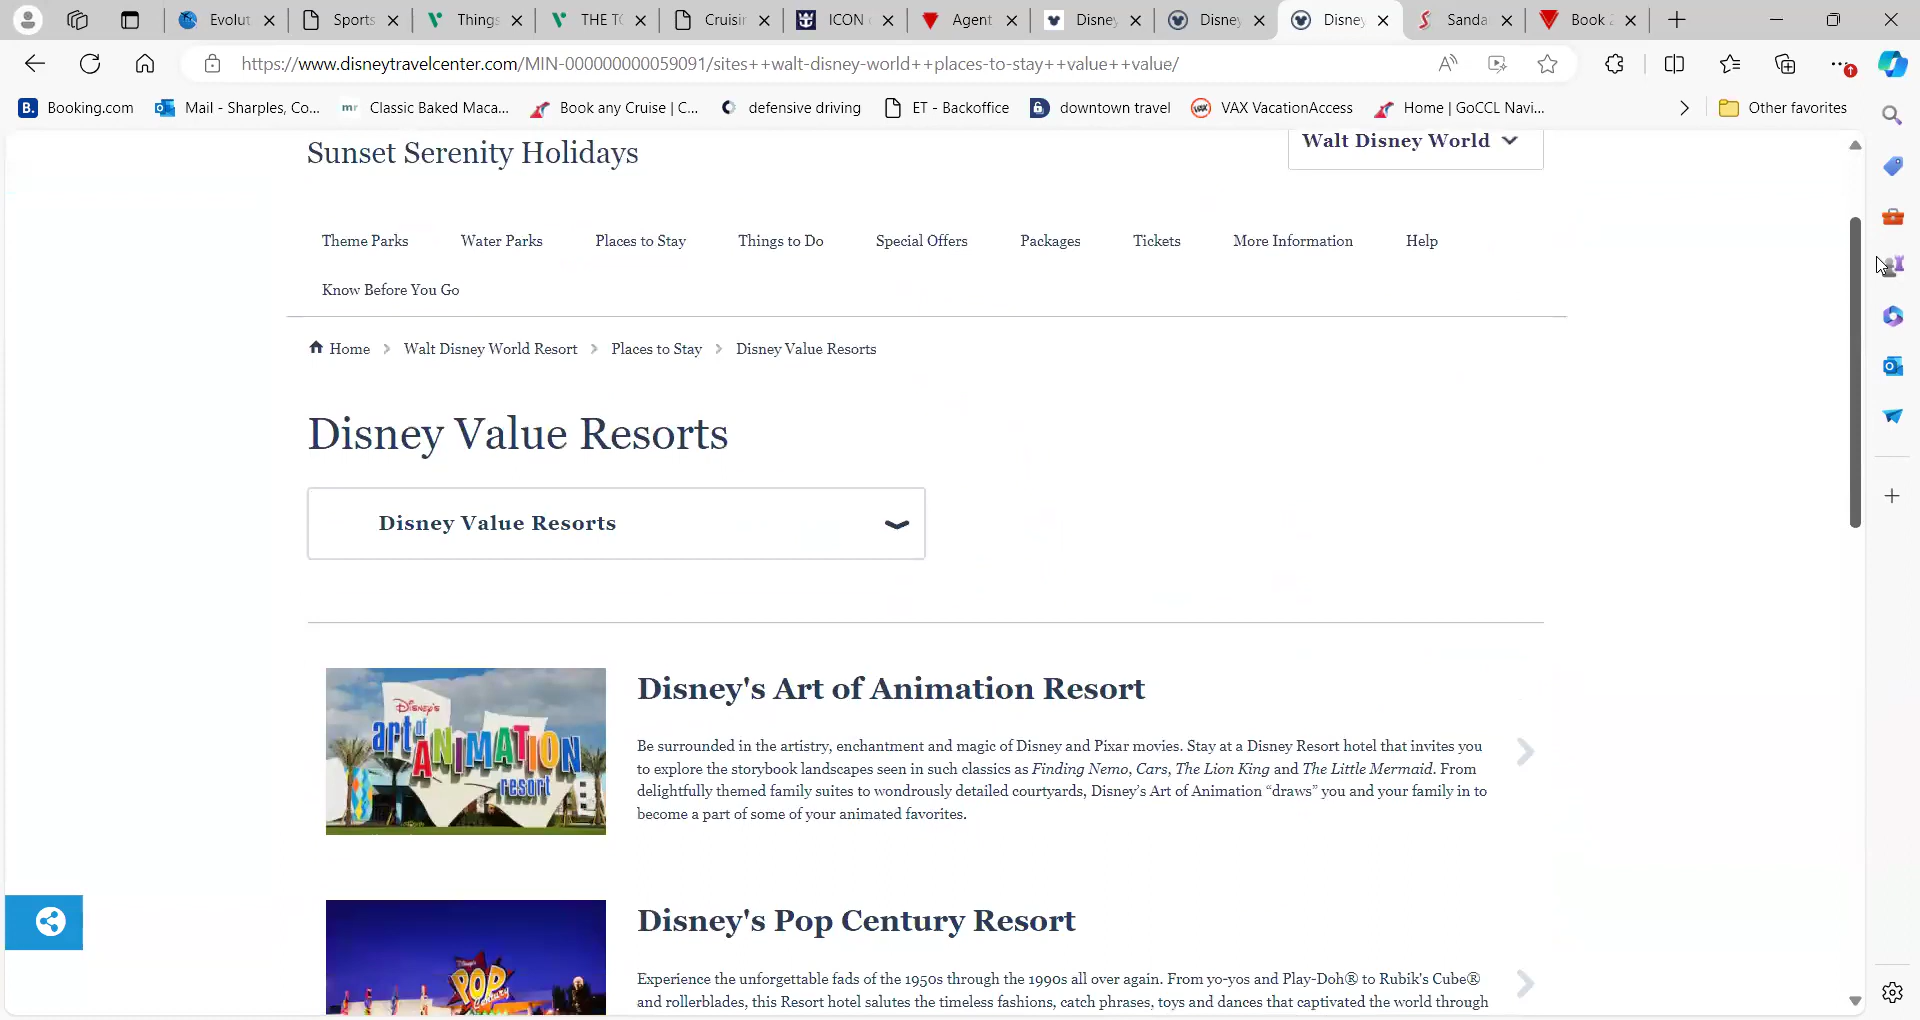 Evolut
Sports
Things
THE TO
Cruisin
ICON
Agent
Disney
Disney
Disney
Sanda
Book
https://www.disneytravelcenter.com/MIN-000000000059091/sites++walt-disney-world++places-to-stay++value++value/
B. Booking.com
Mail - Sharples, Co...
mr Classic Baked Maca...
Book any Cruise | C...
defensive driving
ET - Backoffice
downtown travel
VAX VacationAccess
Home | GoCCL Navi...
Other favorites
Sunset Serenity Holidays
Walt Disney World
Theme Parks Water Parks Places to Stay Things to Do Special Offers Packages Tickets More Information Help
Know Before You Go
Home > Walt Disney World Resort > Places to Stay > Disney Value Resorts
Disney Value Resorts
Disney Value Resorts
Disney's
art of
ANIMATION
resort
Disney's Art of Animation Resort
Be surrounded in the artistry, enchantment and magic of Disney and Pixar movies. Stay at a Disney Resort hotel that invites you
to explore the storybook landscapes seen in such classics as Finding Nemo, Cars, The Lion King and The Little Mermaid. From
delightfully themed family suites to wondrously detailed courtyards, Disney’s Art of Animation “draws” you and your family in to
become a part of some of your animated favorites.
POP
Disney's Pop Century Resort
Experience the unforgettable fads of the 1950s through the 1990s all over again. From yo-yos and Play-Doh® to Rubik's Cube®
and rollerblades, this Resort hotel salutes the timeless fashions, catch phrases, toys and dances that captivated the world through